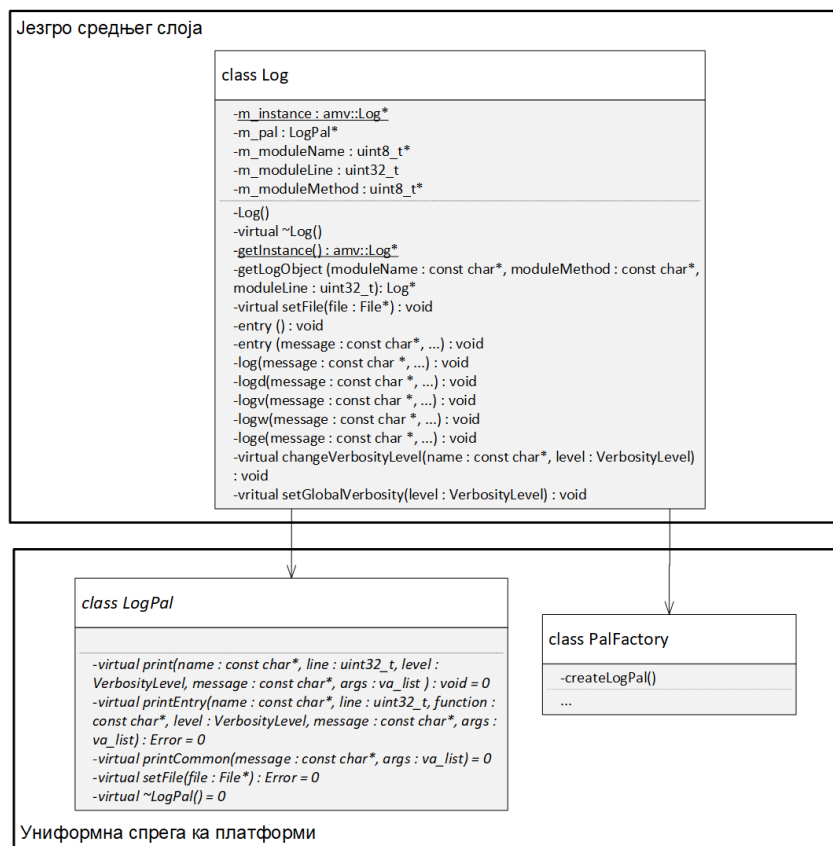 Језгро средњег слоја
class Log
-m_instance : amv::Log*
-m_pal : LogPal*
-m_moduleName : uint8_t*
-m_moduleLine : uint32_t
-m_moduleMethod : uint8_t*
-Log()
-virtual ~Log()
-getInstance() : amv::Log*
-getLogObject (moduleName : const char*, moduleMethod : const char*,
moduleLine : uint32_t): Log*
-virtual setFile(file : File*) : void
-entry () : void
-entry (message : const char*, ...) : void
-log(message : const char *, ...) : void
-logd(message : const char *, ...) : void
-logv(message : const char *, ...) : void
-logw(message : const char *, ...) : void
-loge(message : const char *, ...) : void
-virtual changeVerbosityLevel(name : const char*, level : VerbosityLevel)
: void
-vritual setGlobalVerbosity(level : VerbosityLevel) : void
class LogPal
-virtual print(name : const char*, line : uint32_t, level :
VerbosityLevel, message : const char*, args : va_list ) : void = 0
-virtual printEntry(name : const char*, line : uint32_t, function :
const char*, level : VerbosityLevel, message : const char*, args :
va_list) : Error = 0
-virtual printCommon(message : const char*, args : va_list) = 0
-virtual setFile(file : File*) : Error = 0
-virtual ~LogPal() = 0
class PalFactory
-createLogPal()
...
Униформна спрега ка платформи